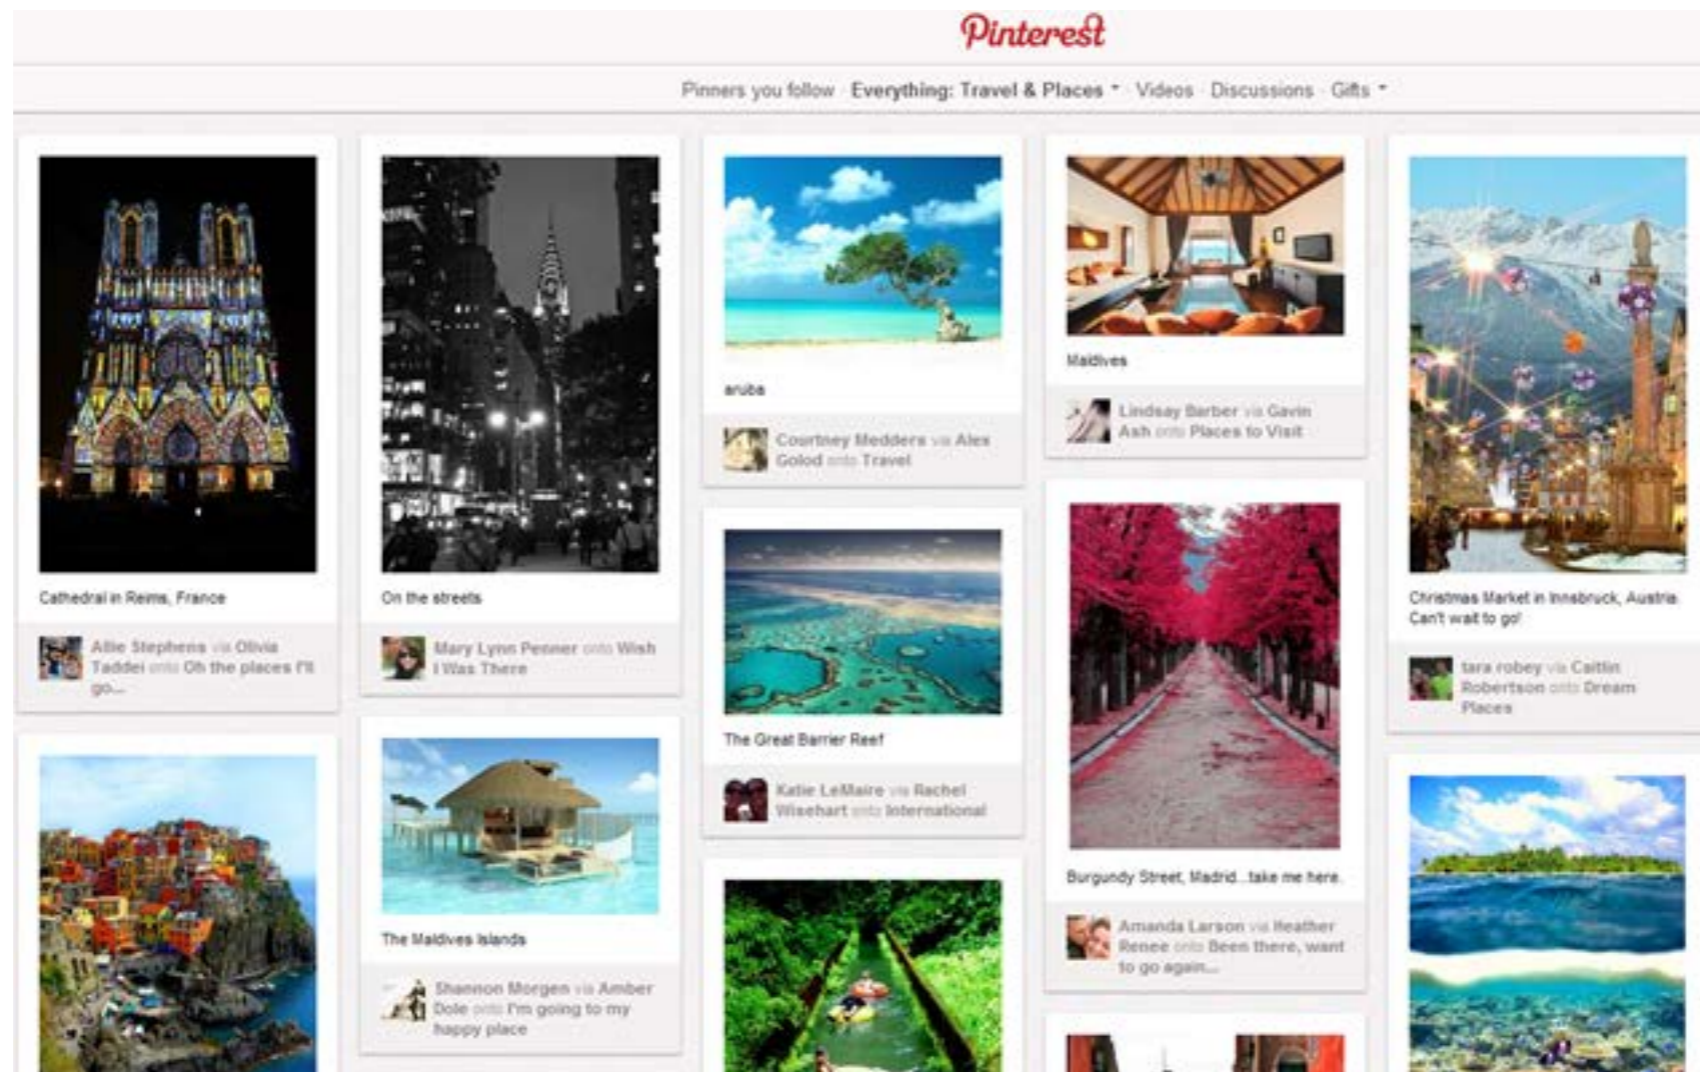 Pinterest
Pinners you follow · Everything: Travel & Places · Videos · Discussions · Gifts
Cathedral in Reims, France
Allie Stephens via Olivia
Taddei onto Oh the places I'll
go...
On the streets
Mary Lynn Penner onto Wish
I Was There
The Maldives Islands
Shannon Morgen via Amber
Dole onto I'm going to my
happy place
aruba
Courtney Medders via Alex
Golod onto Travel
The Great Barrier Reef
Katie LeMaire via Rachel
Wisehart onto International
Maldives
Lindsay Barber via Gavin
Ash onto Places to Visit
Burgundy Street, Madrid...take me here.
Amanda Larson via Heather
Renee onto Been there, want
to go again...
Christmas Market in Innsbruck, Austria.
Can't wait to go!
tara robey via Caitlin
Robertson onto Dream
Places